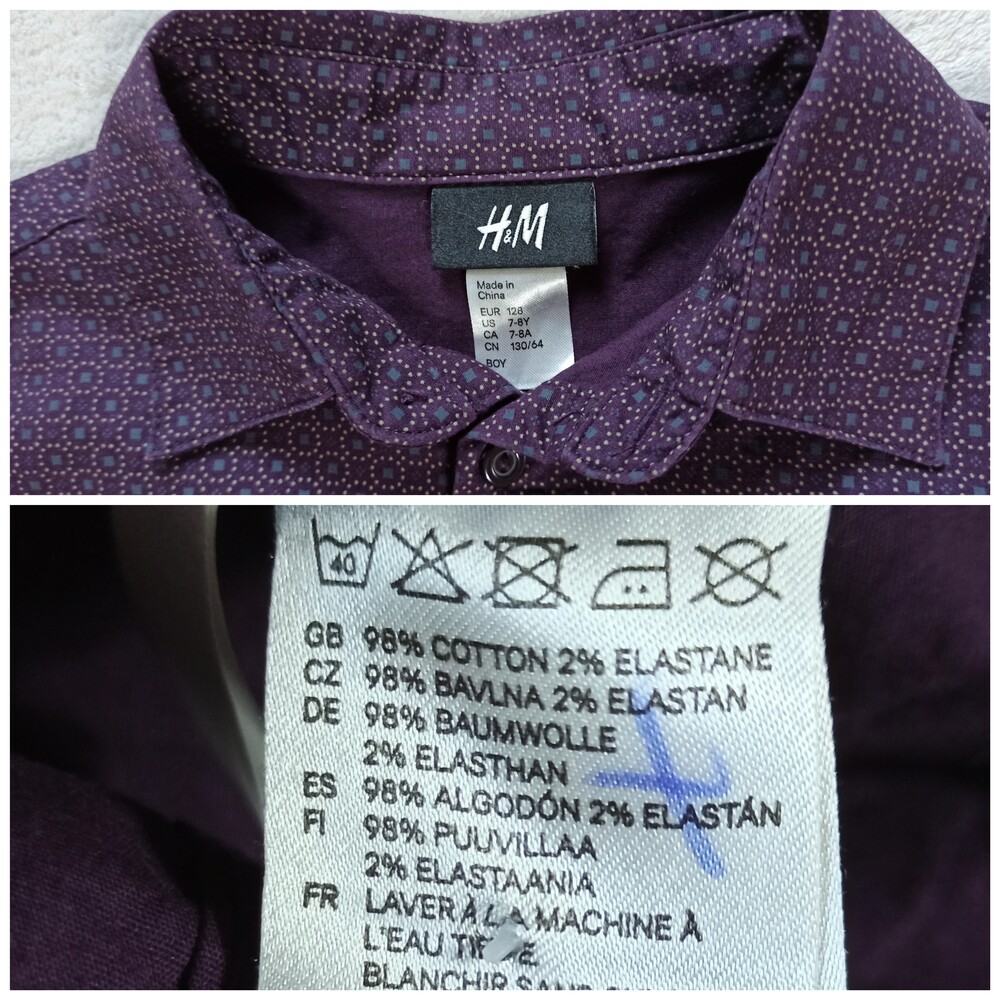 H&M
Made in
China
EUR 128
US 7-8Y
CA 7-8A
CN 130/64
BOY
40
GB 98% COTTON 2% ELASTANE
CZ 98% BAVLNA 2% ELASTAN
DE 98% BAUMWOLLE
2% ELASTHAN
ES 98% ALGODÓN 2% ELASTÁN
FI 98% PUUVILLAA
2% ELASTAANIA
FR LAVER À LA MACHINE À
L'EAU
BLANCHIR SANS